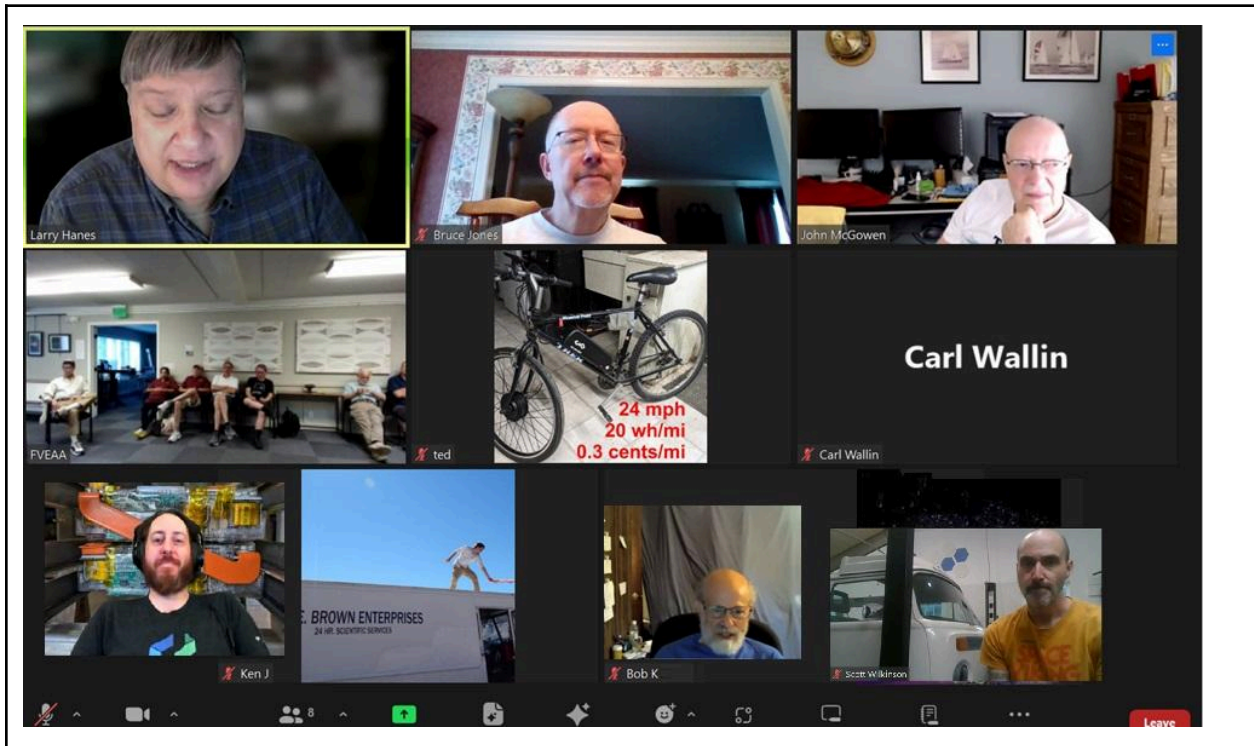 Larry Hanes
Bruce Jones
John McGowen
FVEAA
24 mph
20 wh/mi
0.3 cents/mi
ted
Carl Wallin
Carl Wallin
Ken J
E. BROWN ENTERPRISES
24 HR. SCIENTIFIC SERVICES
Bob K
Scott Wilkinson
8
Leave